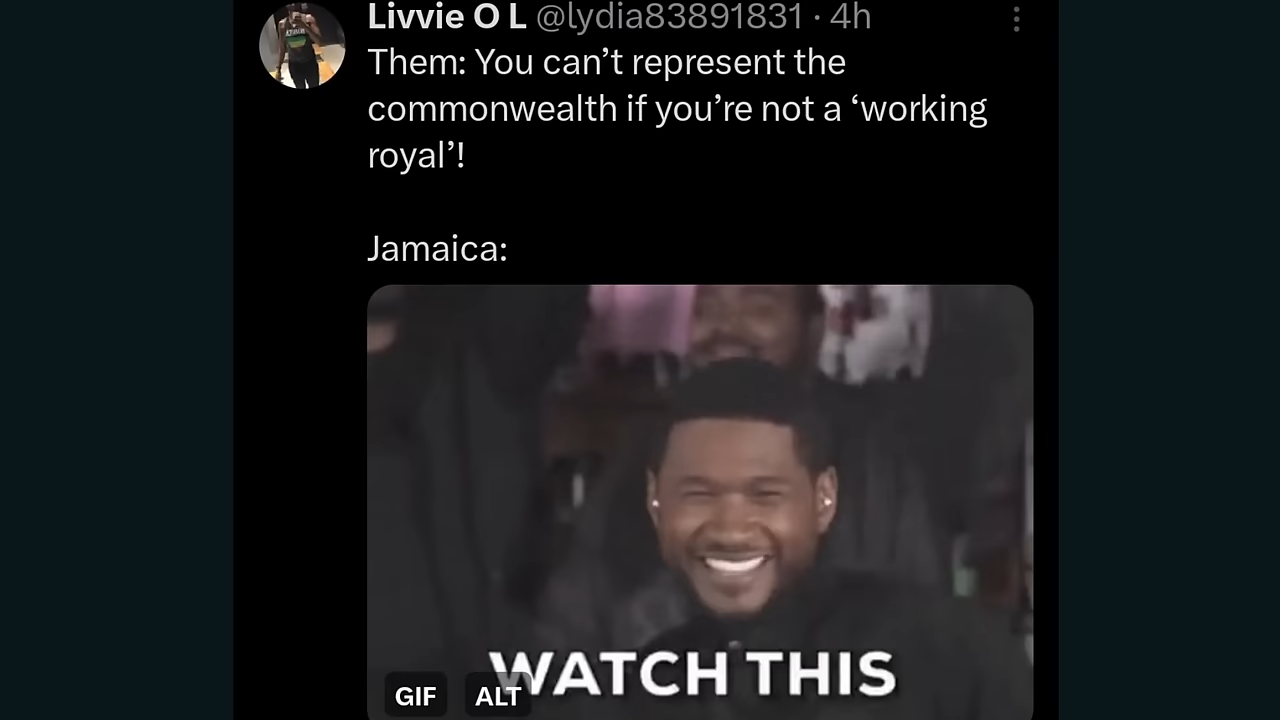 Livvie O L @lydia83891831 · 4h
Them: You can’t represent the
commonwealth if you’re not a ‘working
royal’!
Jamaica:
WATCH THIS
GIF ALT